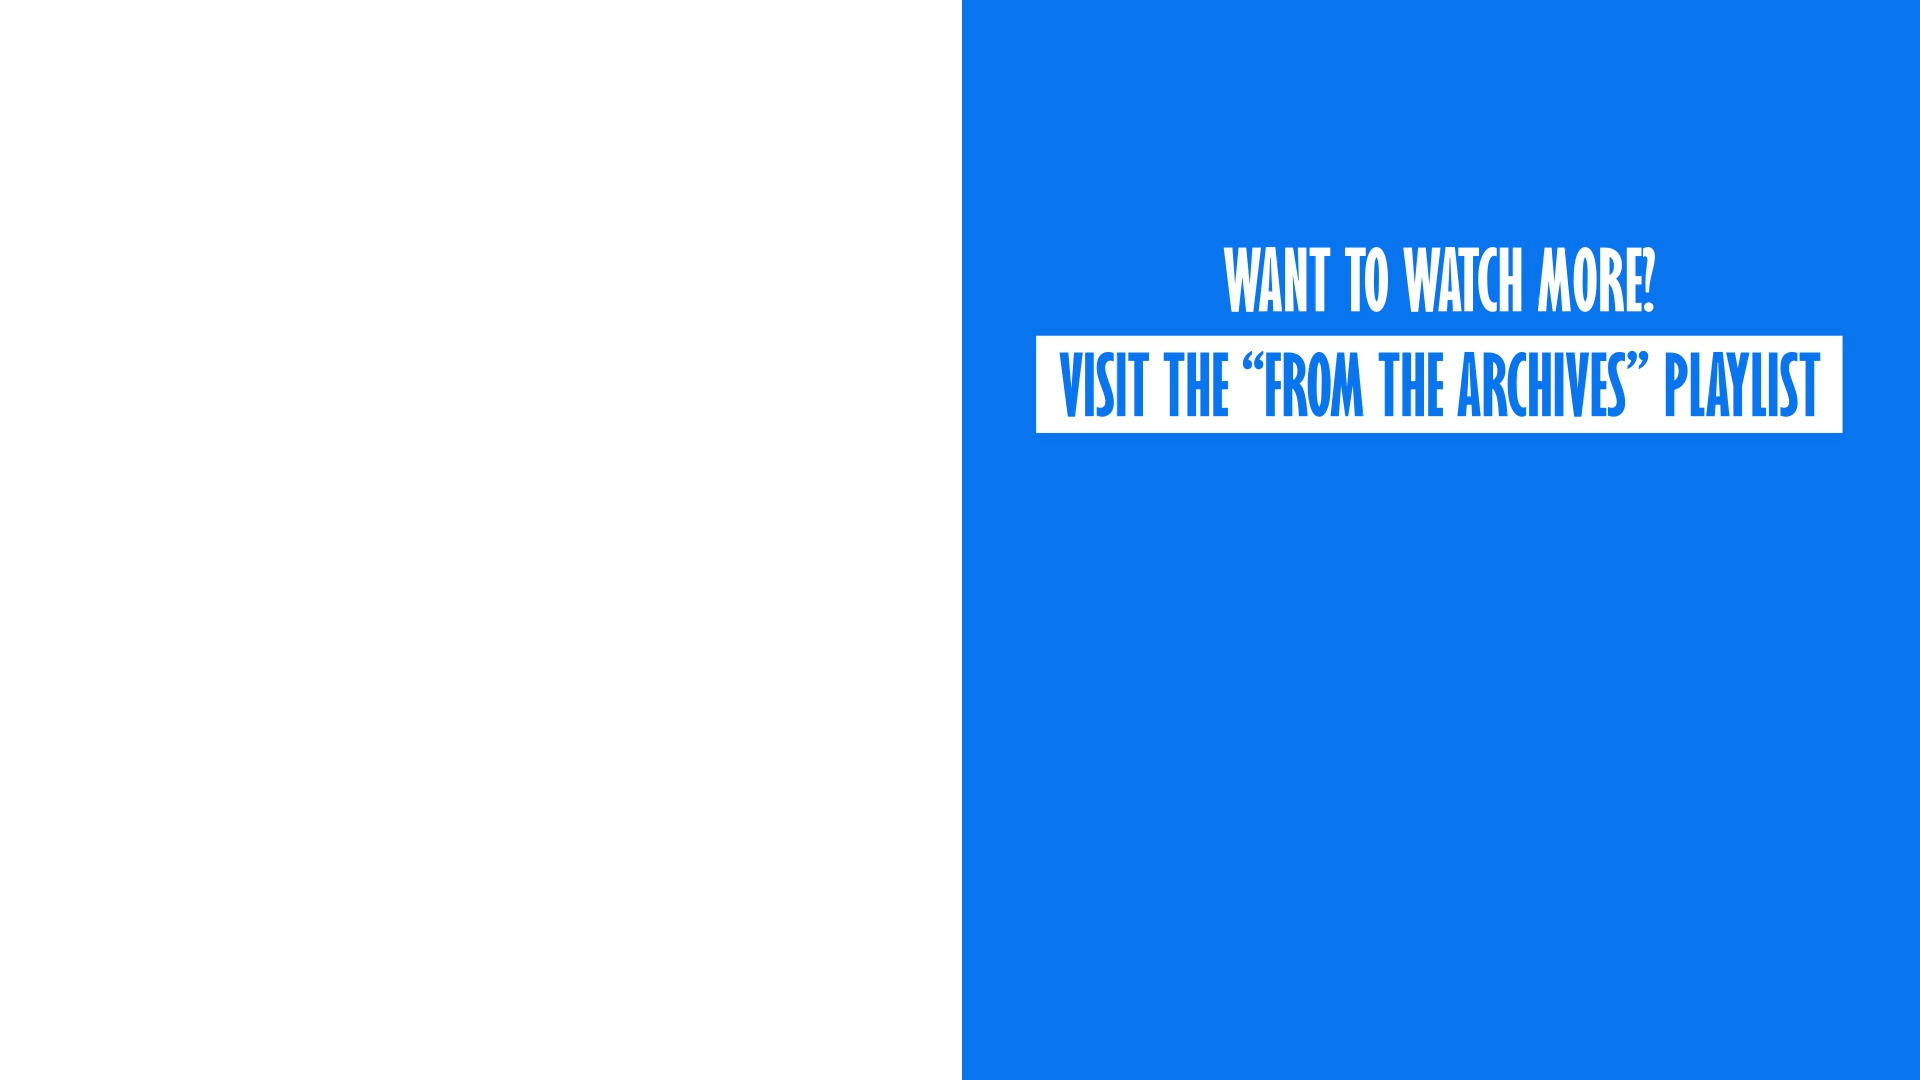 WANT TO WATCH MORE?
VISIT THE “FROM THE ARCHIVES” PLAYLIST